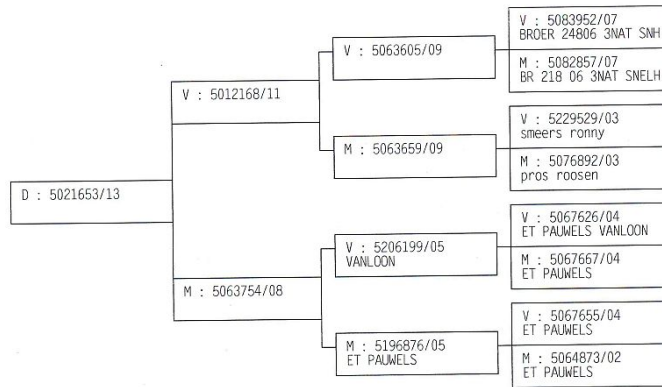 V : 5083952/07
BROER 24806 3NAT SNH
V : 5063605/09
M : 5082857/07
BR 218 06 3NAT SNELH
V : 5012168/11
V : 5229529/03
smeers ronny
M : 5063659/09
M : 5076892/03
pros roosen
D : 5021653/13
V : 5067626/04
ET PAUWELS VANLOON
V : 5206199/05
VANLOON
M : 5067667/04
ET PAUWELS
M : 5063754/08
V : 5067655/04
ET PAUWELS
M : 5196876/05
ET PAUWELS
M : 5064873/02
ET PAUWELS